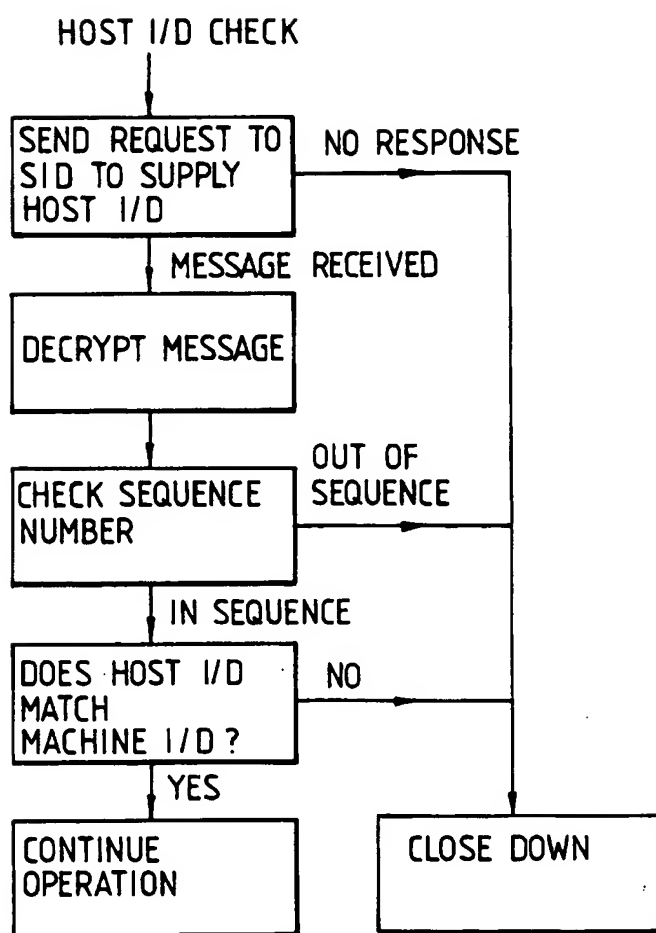 HOST I/D CHECK
SEND REQUEST TO
SID TO SUPPLY
HOST I/D
NO RESPONSE
MESSAGE RECEIVED
DECRYPT MESSAGE
CHECK SEQUENCE
NUMBER
OUT OF
SEQUENCE
IN SEQUENCE
DOES HOST I/D
MATCH
MACHINE I/D ?
NO
YES
CONTINUE
OPERATION
CLOSE DOWN